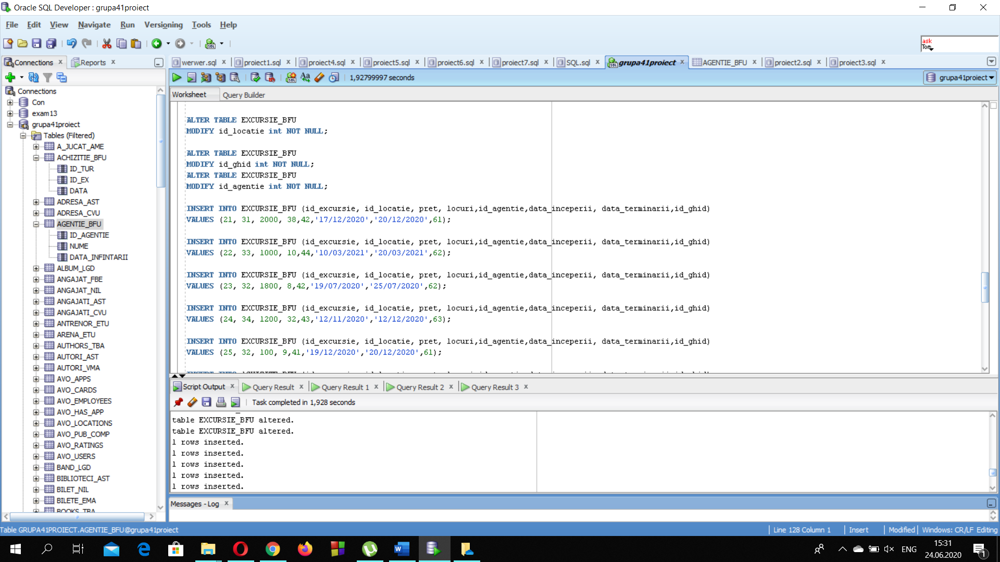 Oracle SQL Developer : grupa41proiect
File Edit View Navigate Run Versioning Tools Help
ask
Tom
Connections Reports
werwer.sql proiect1.sql proiect4.sql proiect5.sql proiect6.sql proiect7.sql SQL.sql grupa41proiect AGENTIE_BFU proiect2.sql proiect3.sql
1,92799997 seconds
grupa41proiect
Worksheet Query Builder
Connections
Con
exam13
grupa41proiect
Tables (Filtered)
A_JUCAT_AME
ACHIZITIE_BFU
ID_TUR
ID_EX
DATA
ADRESA_AST
ADRESA_CVU
AGENTIE_BFU
ID_AGENTIE
NUME
DATA_INFINTARII
ALBUM_LGD
ANGAJAT_FBE
ANGAJAT_NIL
ANGAJATI_AST
ANGAJATI_CVU
ANTRENOR_ETU
ARENA_ETU
AUTHORS_TBA
AUTORI_AST
AUTORI_VMA
AVO_APPS
AVO_CARDS
AVO_EMPLOYEES
AVO_HAS_APP
AVO_LOCATIONS
AVO_PUB_COMP
AVO_RATINGS
AVO_USERS
BAND_LGD
BIBLIOTECI_AST
BILET_NIL
BILETE_EMA
BOOKS_TBA
ALTER TABLE EXCURSIE_BFU
MODIFY id_locatie int NOT NULL;
ALTER TABLE EXCURSIE_BFU
MODIFY id_ghid int NOT NULL;
ALTER TABLE EXCURSIE_BFU
MODIFY id_agentie int NOT NULL;
INSERT INTO EXCURSIE_BFU (id_excursie, id_locatie, pret, locuri,id_agentie,data_inceperii, data_terminarii,id_ghid)
VALUES (21, 31, 2000, 38,42,'17/12/2020','20/12/2020',61);
INSERT INTO EXCURSIE_BFU (id_excursie, id_locatie, pret, locuri,id_agentie,data_inceperii, data_terminarii,id_ghid)
VALUES (22, 33, 1000, 10,44,'10/03/2021','20/03/2021',62);
INSERT INTO EXCURSIE_BFU (id_excursie, id_locatie, pret, locuri,id_agentie,data_inceperii, data_terminarii,id_ghid)
VALUES (23, 32, 1800, 8,42,'19/07/2020','25/07/2020',62);
INSERT INTO EXCURSIE_BFU (id_excursie, id_locatie, pret, locuri,id_agentie,data_inceperii, data_terminarii,id_ghid)
VALUES (24, 34, 1200, 32,43,'12/11/2020','12/12/2020',63);
INSERT INTO EXCURSIE_BFU (id_excursie, id_locatie, pret, locuri,id_agentie,data_inceperii, data_terminarii,id_ghid)
VALUES (25, 32, 100, 9,41,'19/12/2020','20/12/2020',61);
Script Output Query Result Query Result 1 Query Result 2 Query Result 3
Task completed in 1,928 seconds
table EXCURSIE_BFU altered.
table EXCURSIE_BFU altered.
1 rows inserted.
1 rows inserted.
1 rows inserted.
1 rows inserted.
1 rows inserted.
Messages - Log
Table GRUPA41PROIECT.AGENTIE_BFU@grupa41proiect
Line 128 Column 1 Insert Modified Windows: CR/LF Editing
ENG
15:31
24.06.2020
1